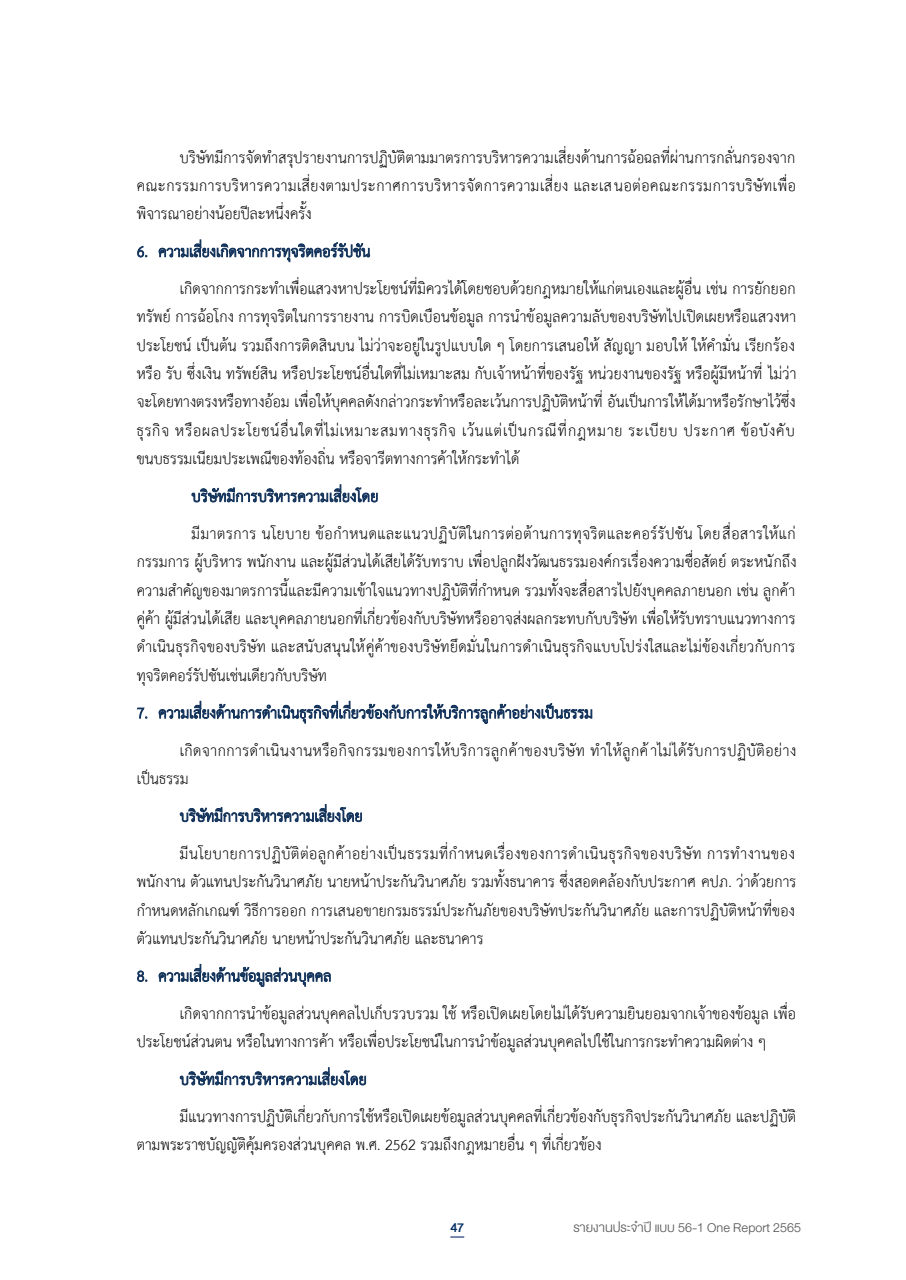 บริษัทมีการจัดทำสรุปรายงานการปฏิบัติตามมาตรการบริหารความเสี่ยงด้านการฉ้อฉลที่ผ่านการกลั่นกรองจาก
คณะกรรมการบริหารความเสี่ยงตามประกาศการบริหารจัดการความเสี่ยง และเสนอต่อคณะกรรมการบริษัทเพื่อ
พิจารณาอย่างน้อยปีละหนึ่งครั้ง
6. ความเสี่ยงเกิดจากการทุจริตคอร์รัปชัน
เกิดจากการกระทำเพื่อแสวงหาประโยชน์ที่มิควรได้โดยชอบด้วยกฎหมายให้แก่ตนเองและผู้อื่น เช่น การยักยอก
ทรัพย์ การฉ้อโกง การทุจริตในการรายงาน การบิดเบือนข้อมูล การนำข้อมูลความลับของบริษัทไปเปิดเผยหรือแสวงหา
ประโยชน์ เป็นต้น รวมถึงการติดสินบน ไม่ว่าจะอยู่ในรูปแบบใด ๆ โดยการเสนอให้ สัญญา มอบให้ ให้คำมั่น เรียกร้อง
หรือ รับ ซึ่งเงิน ทรัพย์สิน หรือประโยชน์อื่นใดที่ไม่เหมาะสม กับเจ้าหน้าที่ของรัฐ หน่วยงานของรัฐ หรือผู้มีหน้าที่ ไม่ว่า
จะโดยทางตรงหรือทางอ้อม เพื่อให้บุคคลดังกล่าวกระทำหรือละเว้นการปฏิบัติหน้าที่ อันเป็นการให้ได้มาหรือรักษาไว้ซึ่ง
ธุรกิจ หรือผลประโยชน์อื่นใดที่ไม่เหมาะสมทางธุรกิจ เว้นแต่เป็นกรณีที่กฎหมาย ระเบียบ ประกาศ ข้อบังคับ
ขนบธรรมเนียมประเพณีของท้องถิ่น หรือจารีตทางการค้าให้กระทำได้
บริษัทมีการบริหารความเสี่ยงโดย
มีมาตรการ นโยบาย ข้อกำหนดและแนวปฏิบัติในการต่อต้านการทุจริตและคอร์รัปชัน โดยสื่อสารให้แก่
กรรมการ ผู้บริหาร พนักงาน และผู้มีส่วนได้เสียได้รับทราบ เพื่อปลูกฝังวัฒนธรรมองค์กรเรื่องความซื่อสัตย์ ตระหนักถึง
ความสำคัญของมาตรการนี้และมีความเข้าใจแนวทางปฏิบัติที่กำหนด รวมทั้งจะสื่อสารไปยังบุคคลภายนอก เช่น ลูกค้า
คู่ค้า ผู้มีส่วนได้เสีย และบุคคลภายนอกที่เกี่ยวข้องกับบริษัทหรืออาจส่งผลกระทบกับบริษัท เพื่อให้รับทราบแนวทางการ
ดำเนินธุรกิจของบริษัท และสนับสนุนให้คู่ค้าของบริษัทยึดมั่นในการดำเนินธุรกิจแบบโปร่งใสและไม่ข้องเกี่ยวกับการ
ทุจริตคอร์รัปชันเช่นเดียวกับบริษัท
7. ความเสี่ยงด้านการดำเนินธุรกิจที่เกี่ยวข้องกับการให้บริการลูกค้าอย่างเป็นธรรม
เกิดจากการดำเนินงานหรือกิจกรรมของการให้บริการลูกค้าของบริษัท ทำให้ลูกค้าไม่ได้รับการปฏิบัติอย่าง
เป็นธรรม
บริษัทมีการบริหารความเสี่ยงโดย
มีนโยบายการปฏิบัติต่อลูกค้าอย่างเป็นธรรมที่กำหนดเรื่องของการดำเนินธุรกิจของบริษัท การทำงานของ
พนักงาน ตัวแทนประกันวินาศภัย นายหน้าประกันวินาศภัย รวมทั้งธนาคาร ซึ่งสอดคล้องกับประกาศ คปภ. ว่าด้วยการ
กำหนดหลักเกณฑ์ วิธีการออก การเสนอขายกรมธรรม์ประกันภัยของบริษัทประกันวินาศภัย และการปฏิบัติหน้าที่ของ
ตัวแทนประกันวินาศภัย นายหน้าประกันวินาศภัย และธนาคาร
8. ความเสี่ยงด้านข้อมูลส่วนบุคคล
เกิดจากการนำข้อมูลส่วนบุคคลไปเก็บรวบรวม ใช้ หรือเปิดเผยโดยไม่ได้รับความยินยอมจากเจ้าของข้อมูล เพื่อ
ประโยชน์ส่วนตน หรือในทางการค้า หรือเพื่อประโยชน์ในการนำข้อมูลส่วนบุคคลไปใช้ในการกระทำความผิดต่าง ๆ
บริษัทมีการบริหารความเสี่ยงโดย
มีแนวทางการปฏิบัติเกี่ยวกับการใช้หรือเปิดเผยข้อมูลส่วนบุคคลที่เกี่ยวข้องกับธุรกิจประกันวินาศภัย และปฏิบัติ
ตามพระราชบัญญัติคุ้มครองส่วนบุคคล พ.ศ. 2562 รวมถึงกฎหมายอื่น ๆ ที่เกี่ยวข้อง
47
รายงานประจำปี แบบ 56-1 One Report 2565